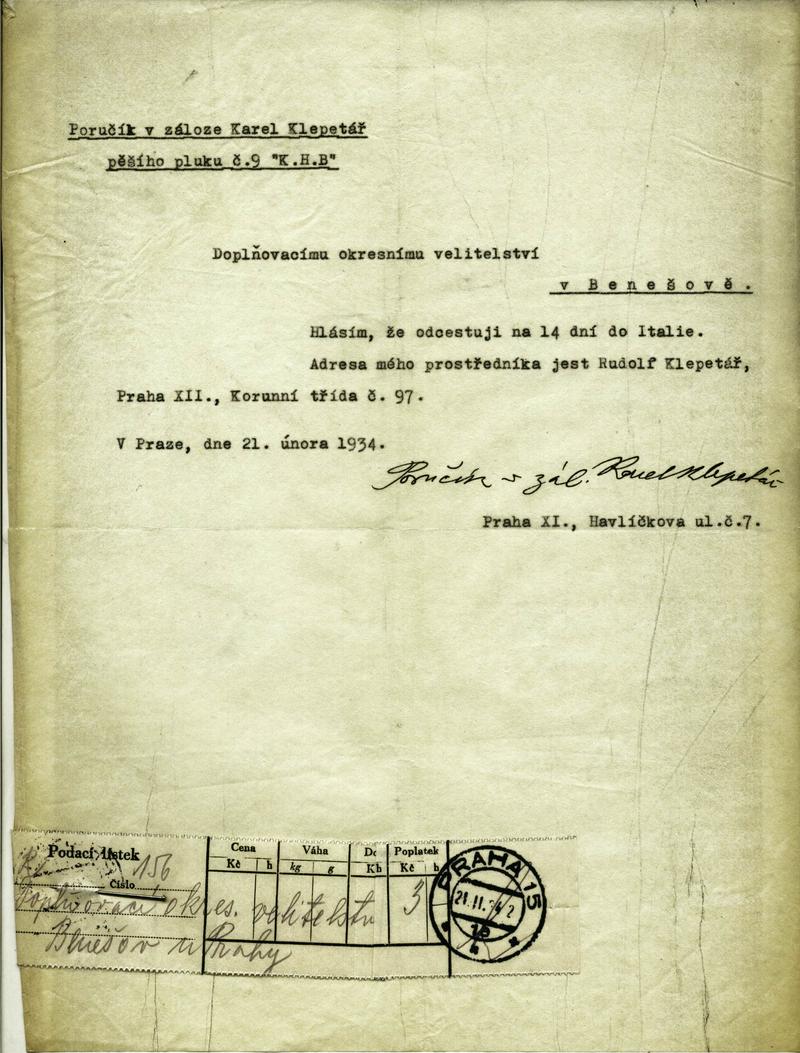 Poručík v záloze Karel Klepetář
pěšího pluku č.9 "K.H.B"
Doplňovacímu okresnímu velitelství
v B e n e š o v ě .
Hlásím, že odcestuji na 14 dní do Italie.
Adresa mého prostředníka jest Rudolf Klepetář,
Praha XII., Korunní třída č. 97.
V Praze, dne 21. února 1934.
Poručík v zál. Karel Klepetář
Praha XI., Havlíčkova ul.č.7.
Podací lístek
Číslo 156
Cena Váha Poplatek
Kč h kg g Kč h
3
Doplňovací okres. velitelství
Benešov u Prahy
PRAHA 15
21.II.